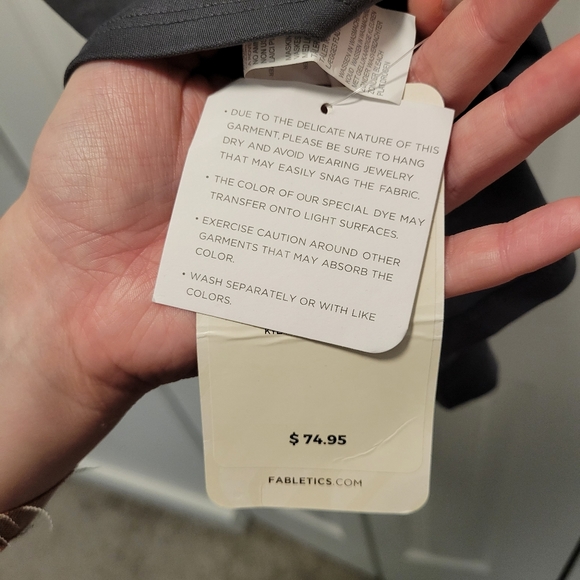 • DUE TO THE DELICATE NATURE OF THIS
GARMENT, PLEASE BE SURE TO HANG
DRY AND AVOID WEARING JEWELRY
THAT MAY EASILY SNAG THE FABRIC.
• THE COLOR OF OUR SPECIAL DYE MAY
TRANSFER ONTO LIGHT SURFACES.
• EXERCISE CAUTION AROUND OTHER
GARMENTS THAT MAY ABSORB THE
COLOR.
• WASH SEPARATELY OR WITH LIKE
COLORS.
$ 74.95
FABLETICS.COM